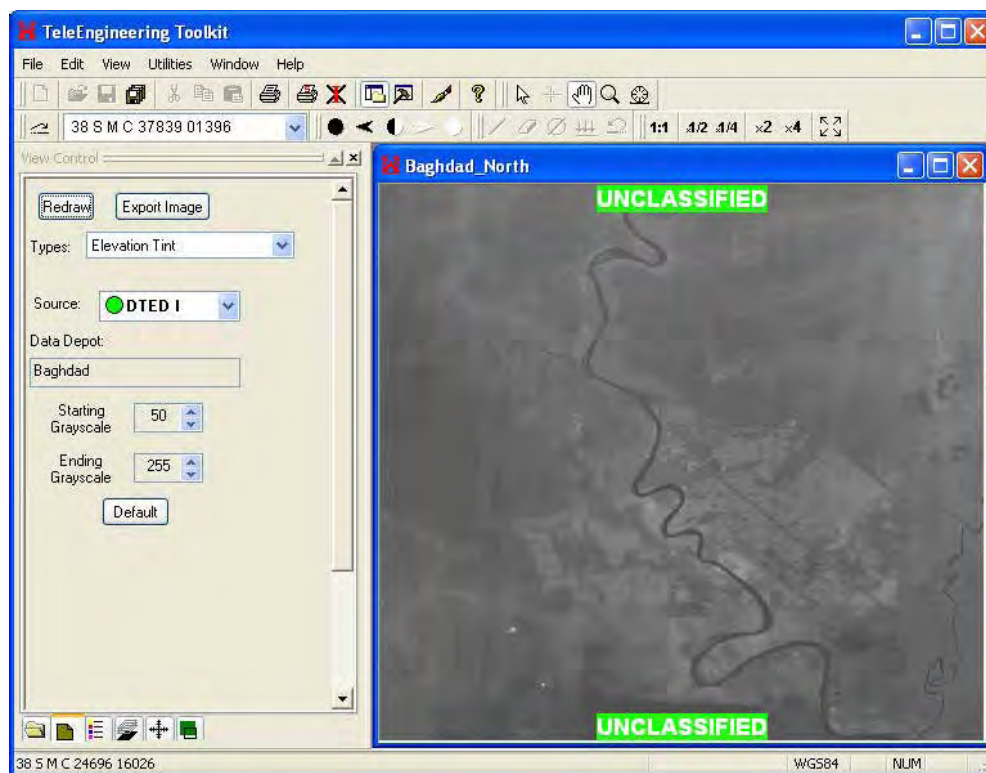 TeleEngineering Toolkit
File Edit View Utilities Window Help
38 S M C 37839 01396
1:1 1/2 1/4 x2 x4
View Control
Baghdad_North
UNCLASSIFIED
Redraw Export Image
Types: Elevation Tint
Source: DTED I
Data Depot:
Baghdad
Starting
Grayscale
50
Ending
Grayscale
255
Default
UNCLASSIFIED
38 S M C 24696 16026 WGS84 NUM